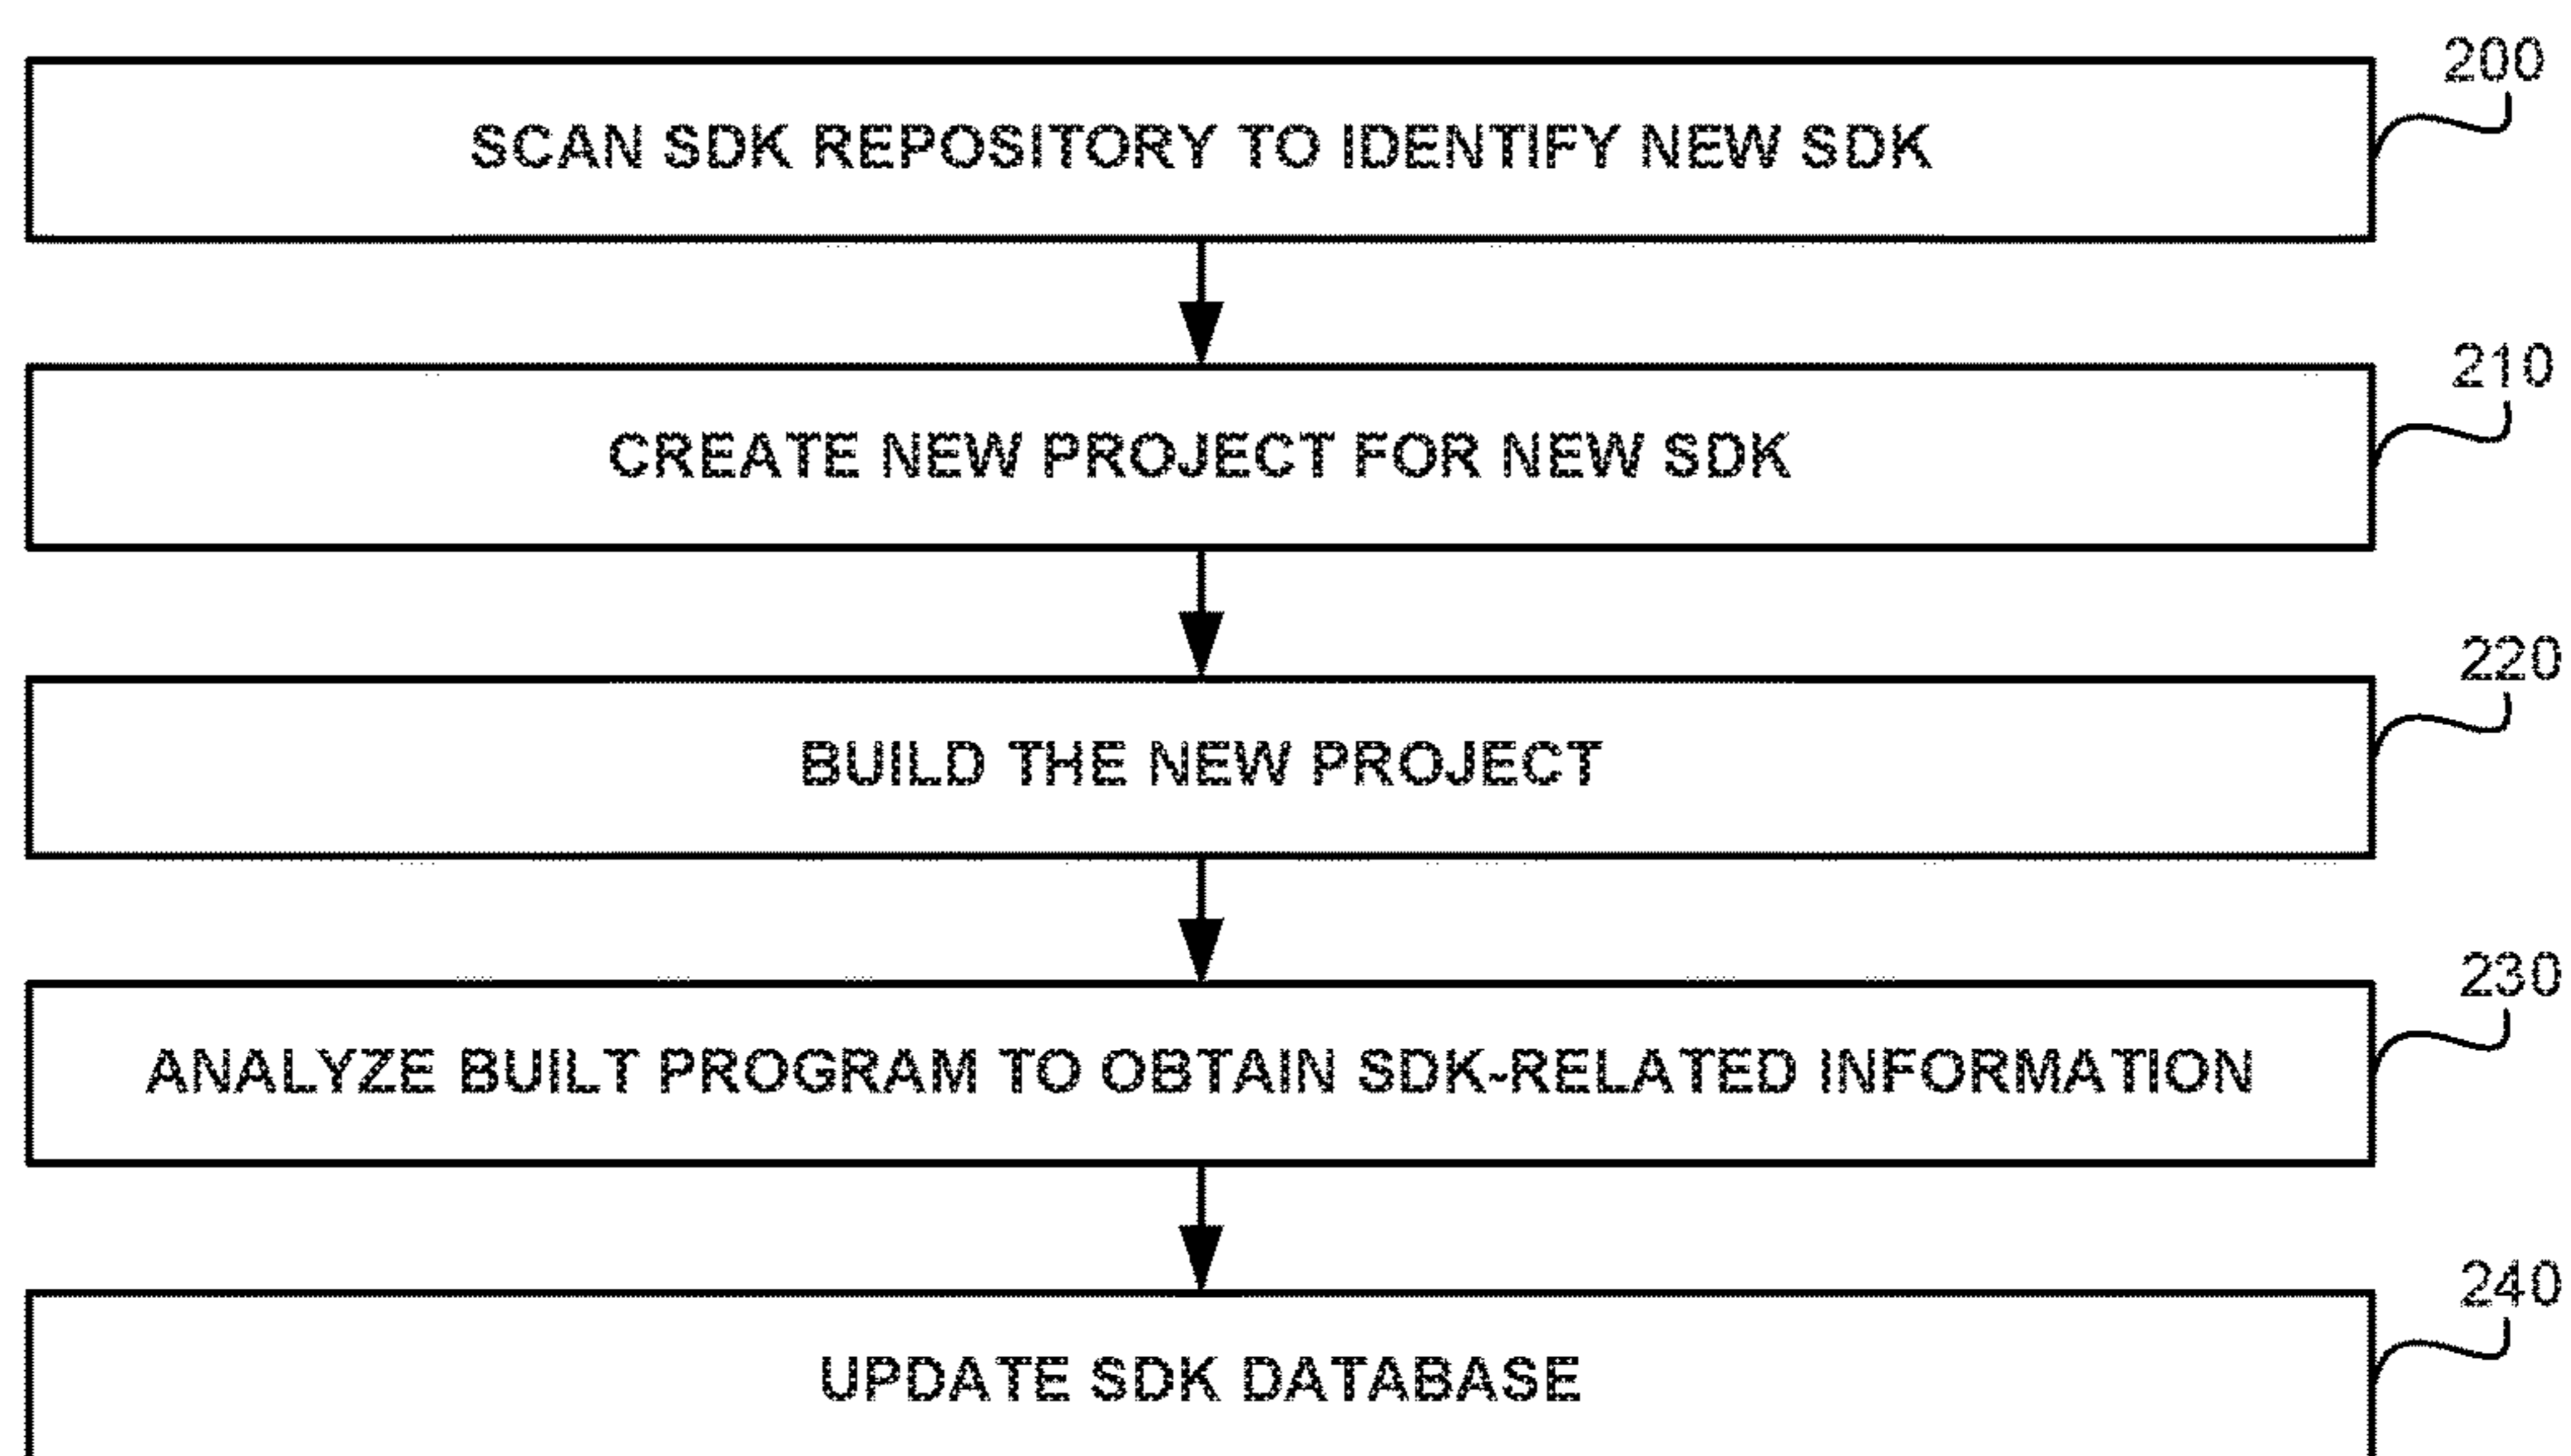 200
SCAN SDK REPOSITORY TO IDENTIFY NEW SDK
210
CREATE NEW PROJECT FOR NEW SDK
220
BUILD THE NEW PROJECT
230
ANALYZE BUILT PROGRAM TO OBTAIN SDK-RELATED INFORMATION
240
UPDATE SDK DATABASE